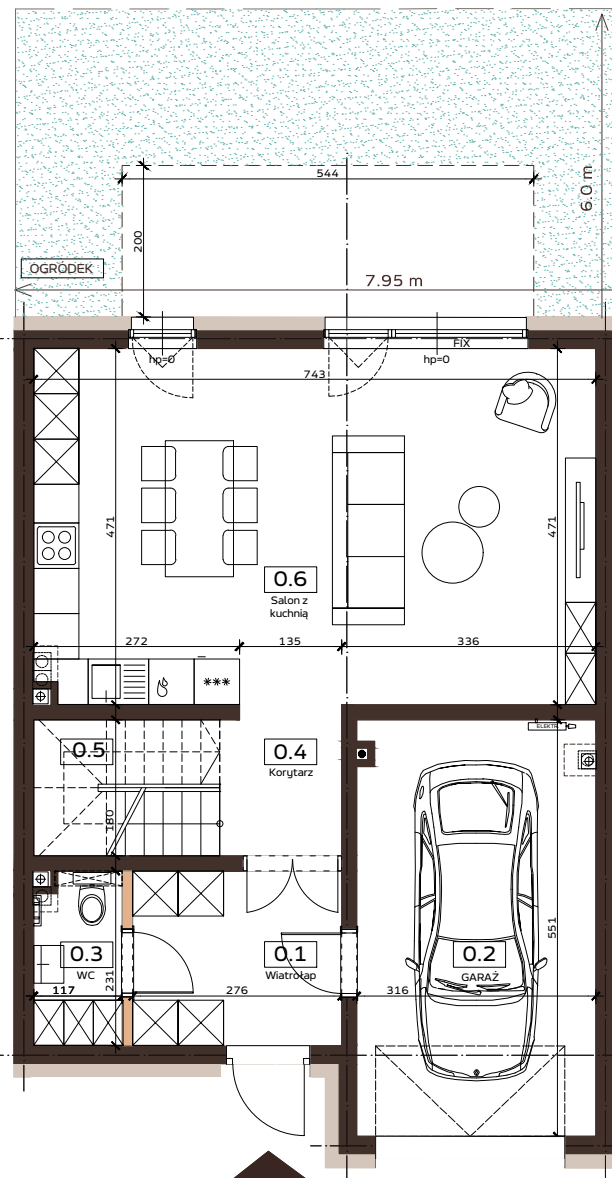 544
6.0 m
200
OGRÓDEK
7.95 m
FIX
hp=0
hp=0
743
471
471
0.6
Salon z
kuchnią
272
135
336
***
ELEKTR.
0.5
0.4
Korytarz
180
551
0.3
WC
0.1
Wiatrołap
0.2
GARAŻ
231
117
276
316